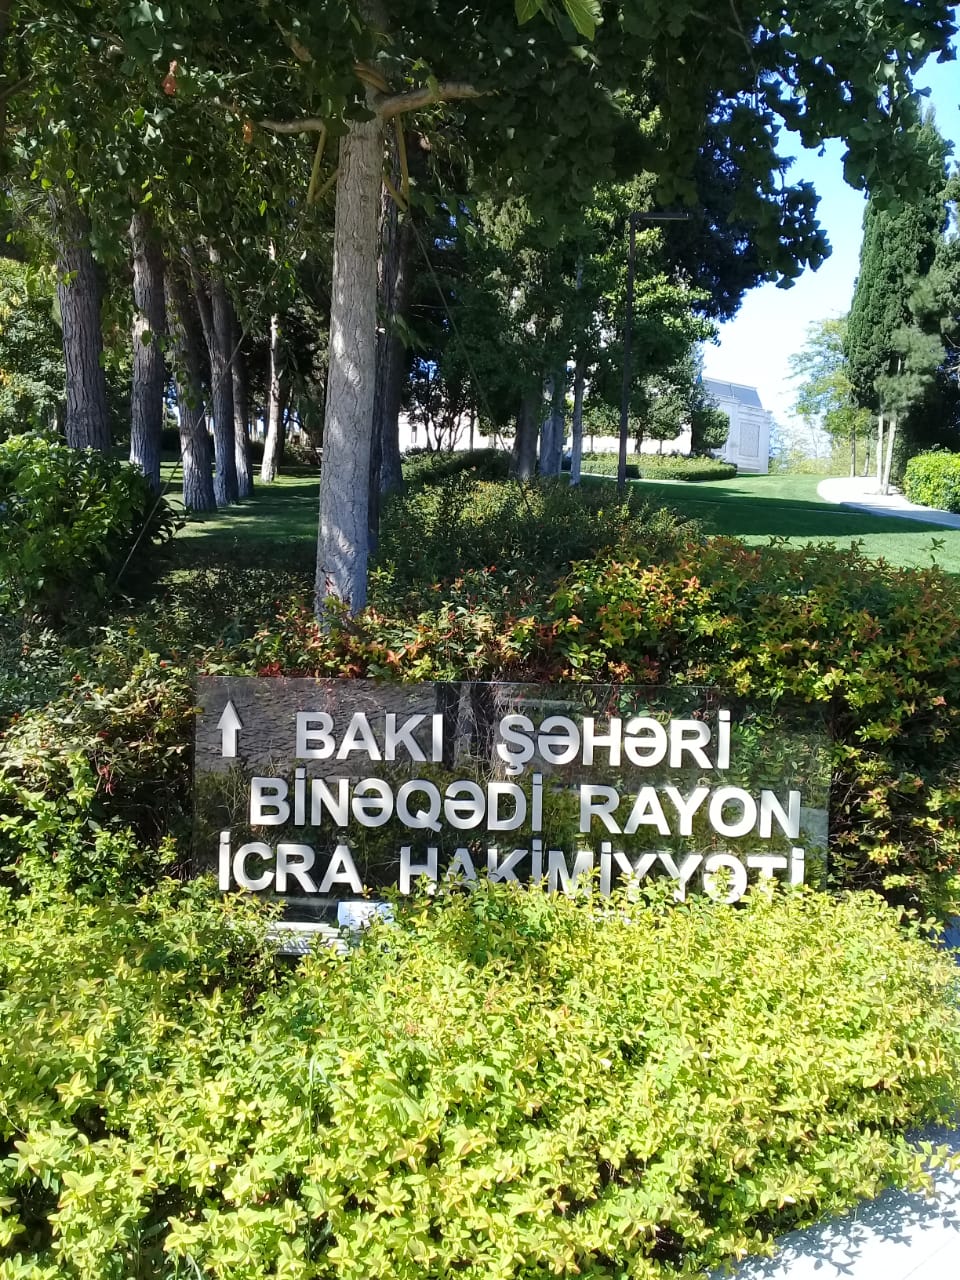 ↑ BAKI ŞƏHƏRİ
BİNƏQƏDİ RAYON
İCRA HAKİMİYYƏTİ